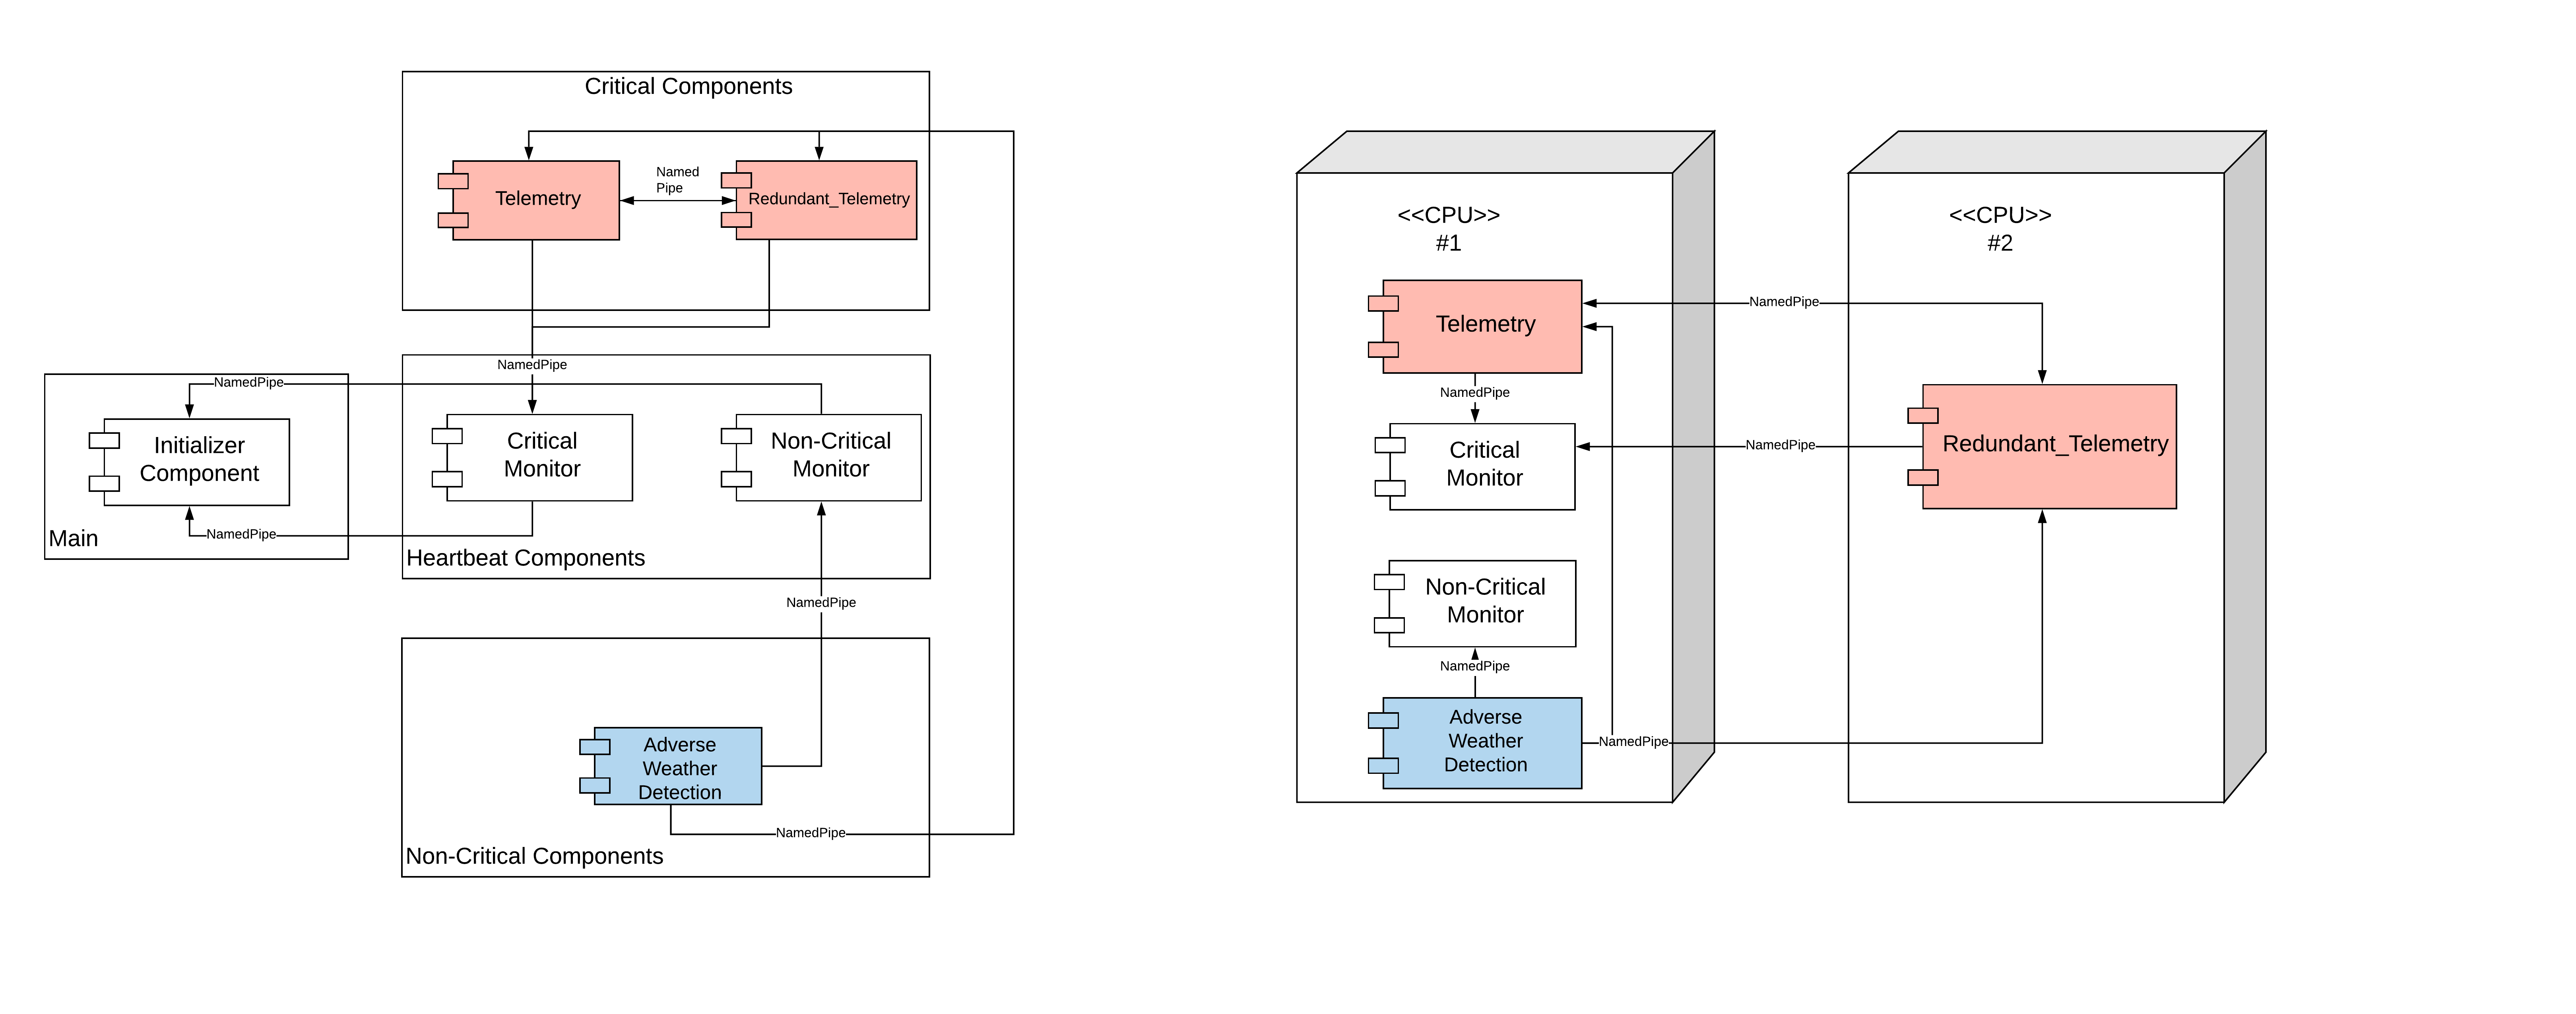 Critical Components
Named
Pipe
Telemetry
Redundant_Telemetry
NamedPipe
NamedPipe
Initializer
Component
Critical
Monitor
Non-Critical
Monitor
NamedPipe
Main
Heartbeat Components
NamedPipe
Adverse
Weather
Detection
NamedPipe
Non-Critical Components
<<CPU>>
#1
Telemetry
NamedPipe
Critical
Monitor
Non-Critical
Monitor
NamedPipe
Adverse
Weather
Detection
NamedPipe
NamedPipe
NamedPipe
<<CPU>>
#2
Redundant_Telemetry